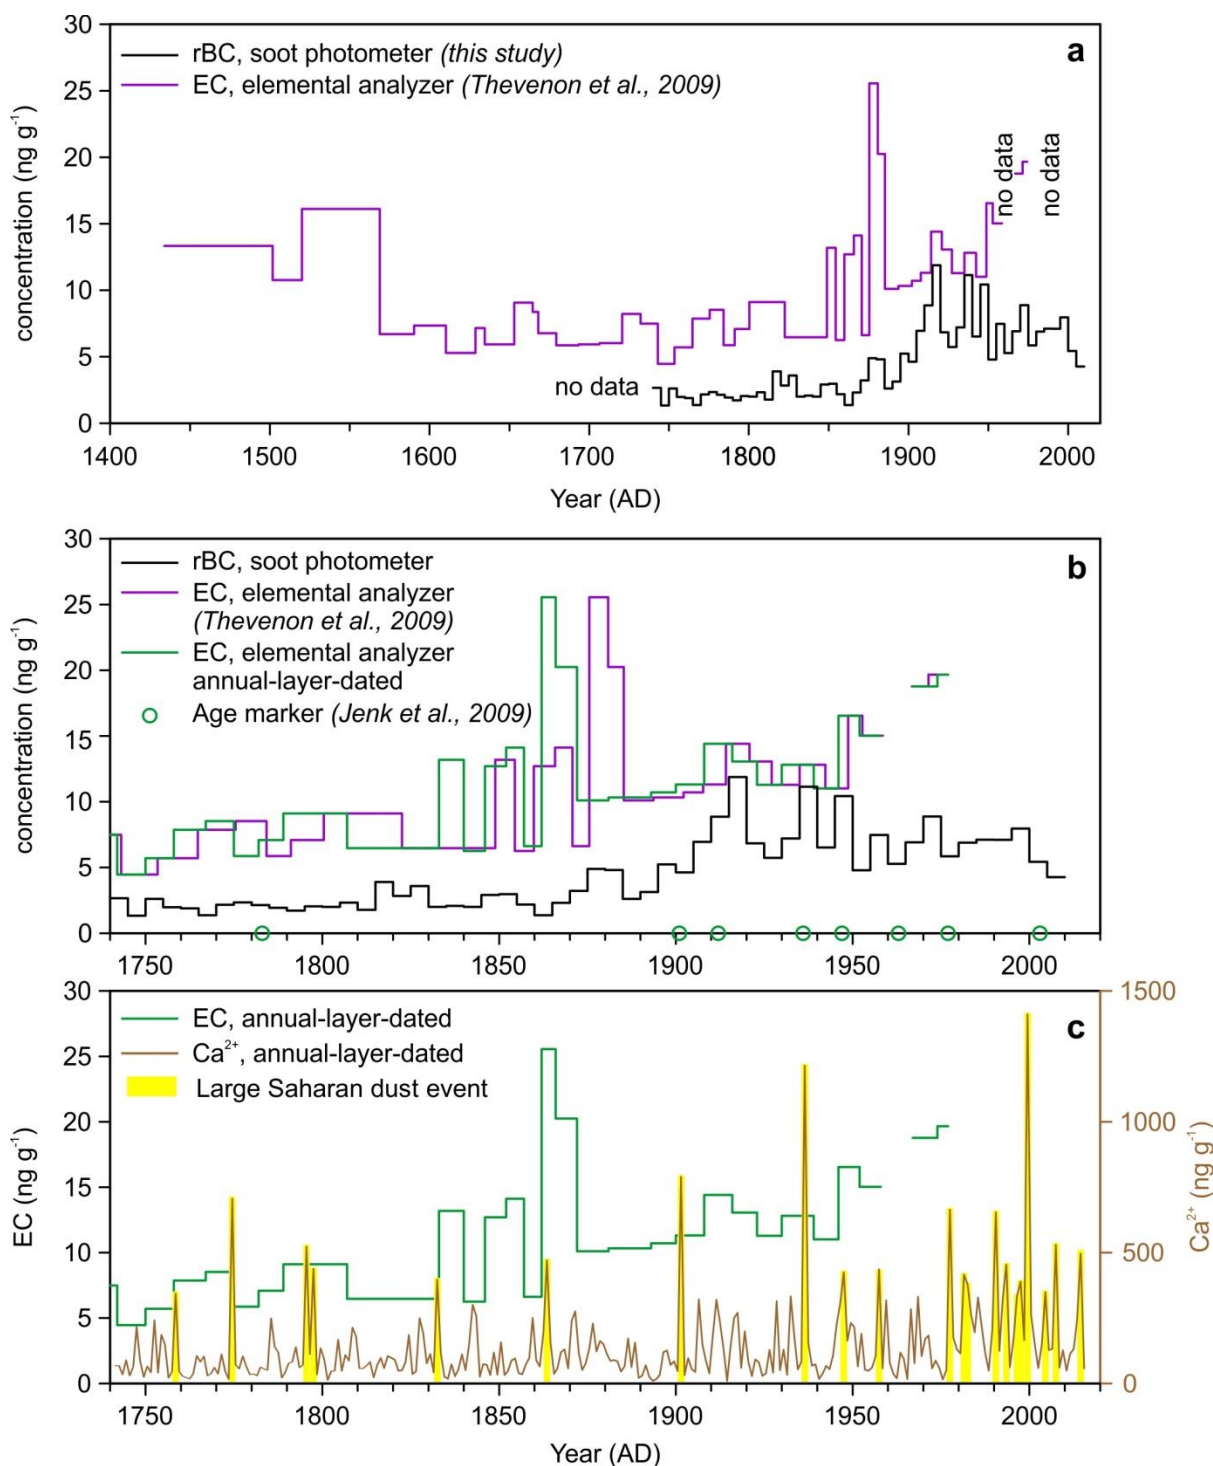 30
25
20
15
10
5
0
concentration (ng g⁻¹)
rBC, soot photometer (this study)
EC, elemental analyzer (Thevenon et al., 2009)
a
no data
no data
no data
1400 1500 1600 1700 1800 1900 2000
Year (AD)
30
25
20
15
10
5
0
concentration (ng g⁻¹)
rBC, soot photometer
EC, elemental analyzer
(Thevenon et al., 2009)
EC, elemental analyzer
annual-layer-dated
Age marker (Jenk et al., 2009)
b
1750 1800 1850 1900 1950 2000
30
25
20
15
10
5
0
EC (ng g⁻¹)
EC, annual-layer-dated
Ca²⁺, annual-layer-dated
Large Saharan dust event
c
1500
1000
500
0
Ca²⁺ (ng g⁻¹)
1750 1800 1850 1900 1950 2000
Year (AD)